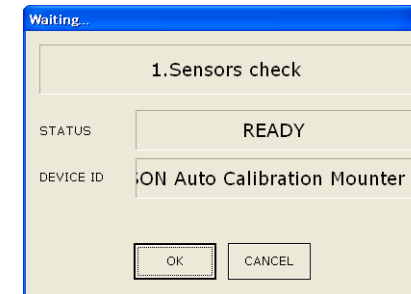 Waiting...
1.Sensors check
STATUS
READY
DEVICE ID
SON Auto Calibration Mounter
OK
CANCEL